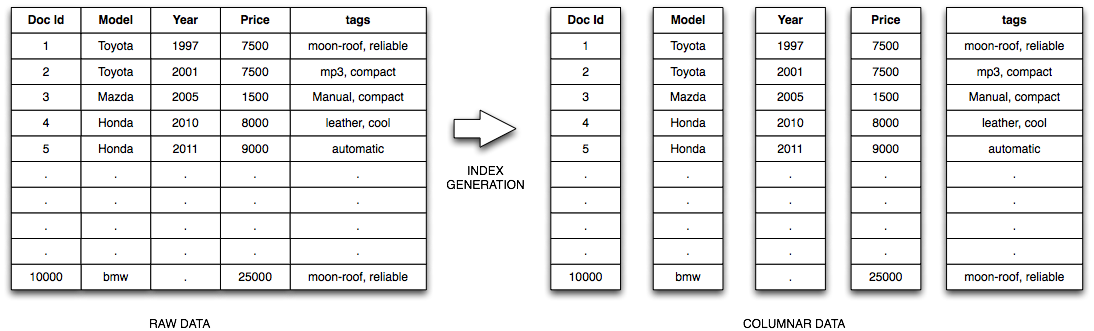 Doc Id Model Year Price tags
1 Toyota 1997 7500 moon-roof, reliable
2 Toyota 2001 7500 mp3, compact
3 Mazda 2005 1500 Manual, compact
4 Honda 2010 8000 leather, cool
5 Honda 2011 9000 automatic
. . . . .
. . . . .
. . . . .
. . . . .
10000 bmw . 25000 moon-roof, reliable
RAW DATA
INDEX
GENERATION
Doc Id Model Year Price tags
1 Toyota 1997 7500 moon-roof, reliable
2 Toyota 2001 7500 mp3, compact
3 Mazda 2005 1500 Manual, compact
4 Honda 2010 8000 leather, cool
5 Honda 2011 9000 automatic
. . . . .
. . . . .
. . . . .
. . . . .
10000 bmw . 25000 moon-roof, reliable
COLUMNAR DATA